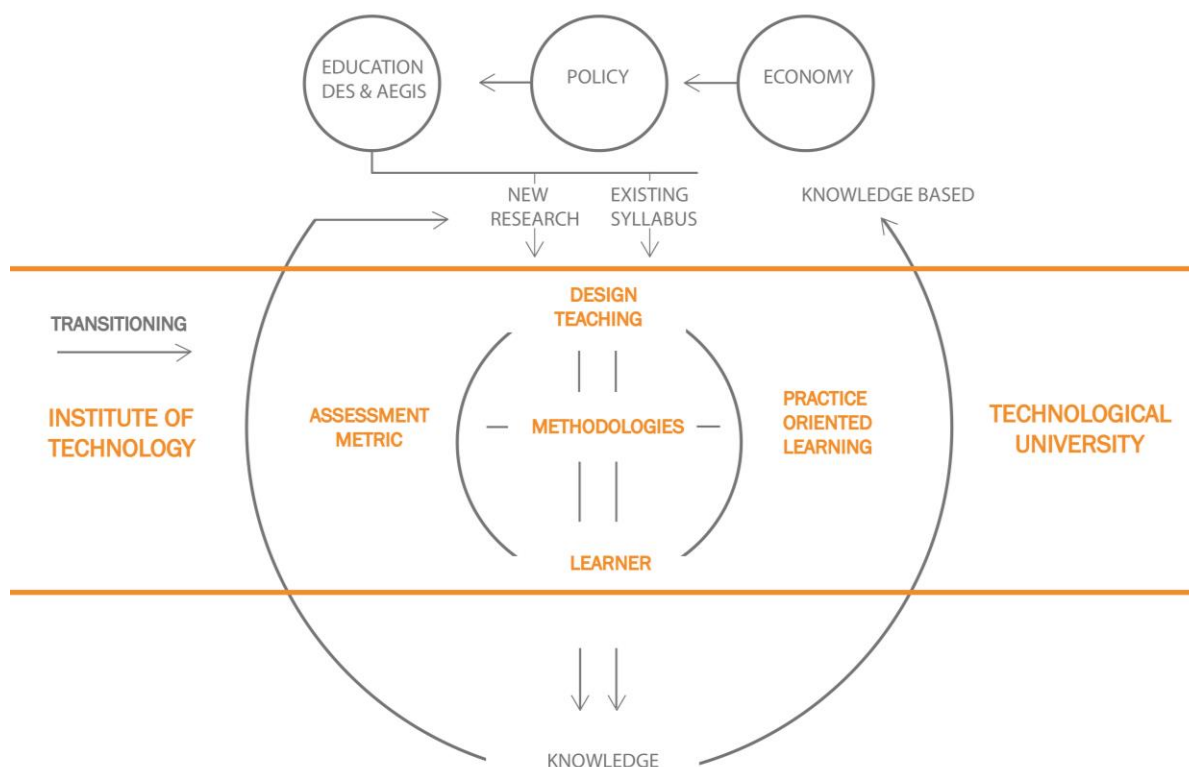 EDUCATION
DES & AEGIS
POLICY
ECONOMY
NEW
RESEARCH
EXISTING
SYLLABUS
KNOWLEDGE BASED
DESIGN
TEACHING
TRANSITIONING
INSTITUTE OF
TECHNOLOGY
ASSESSMENT
METRIC
METHODOLOGIES
PRACTICE
ORIENTED
LEARNING
TECHNOLOGICAL
UNIVERSITY
LEARNER
KNOWLEDGE